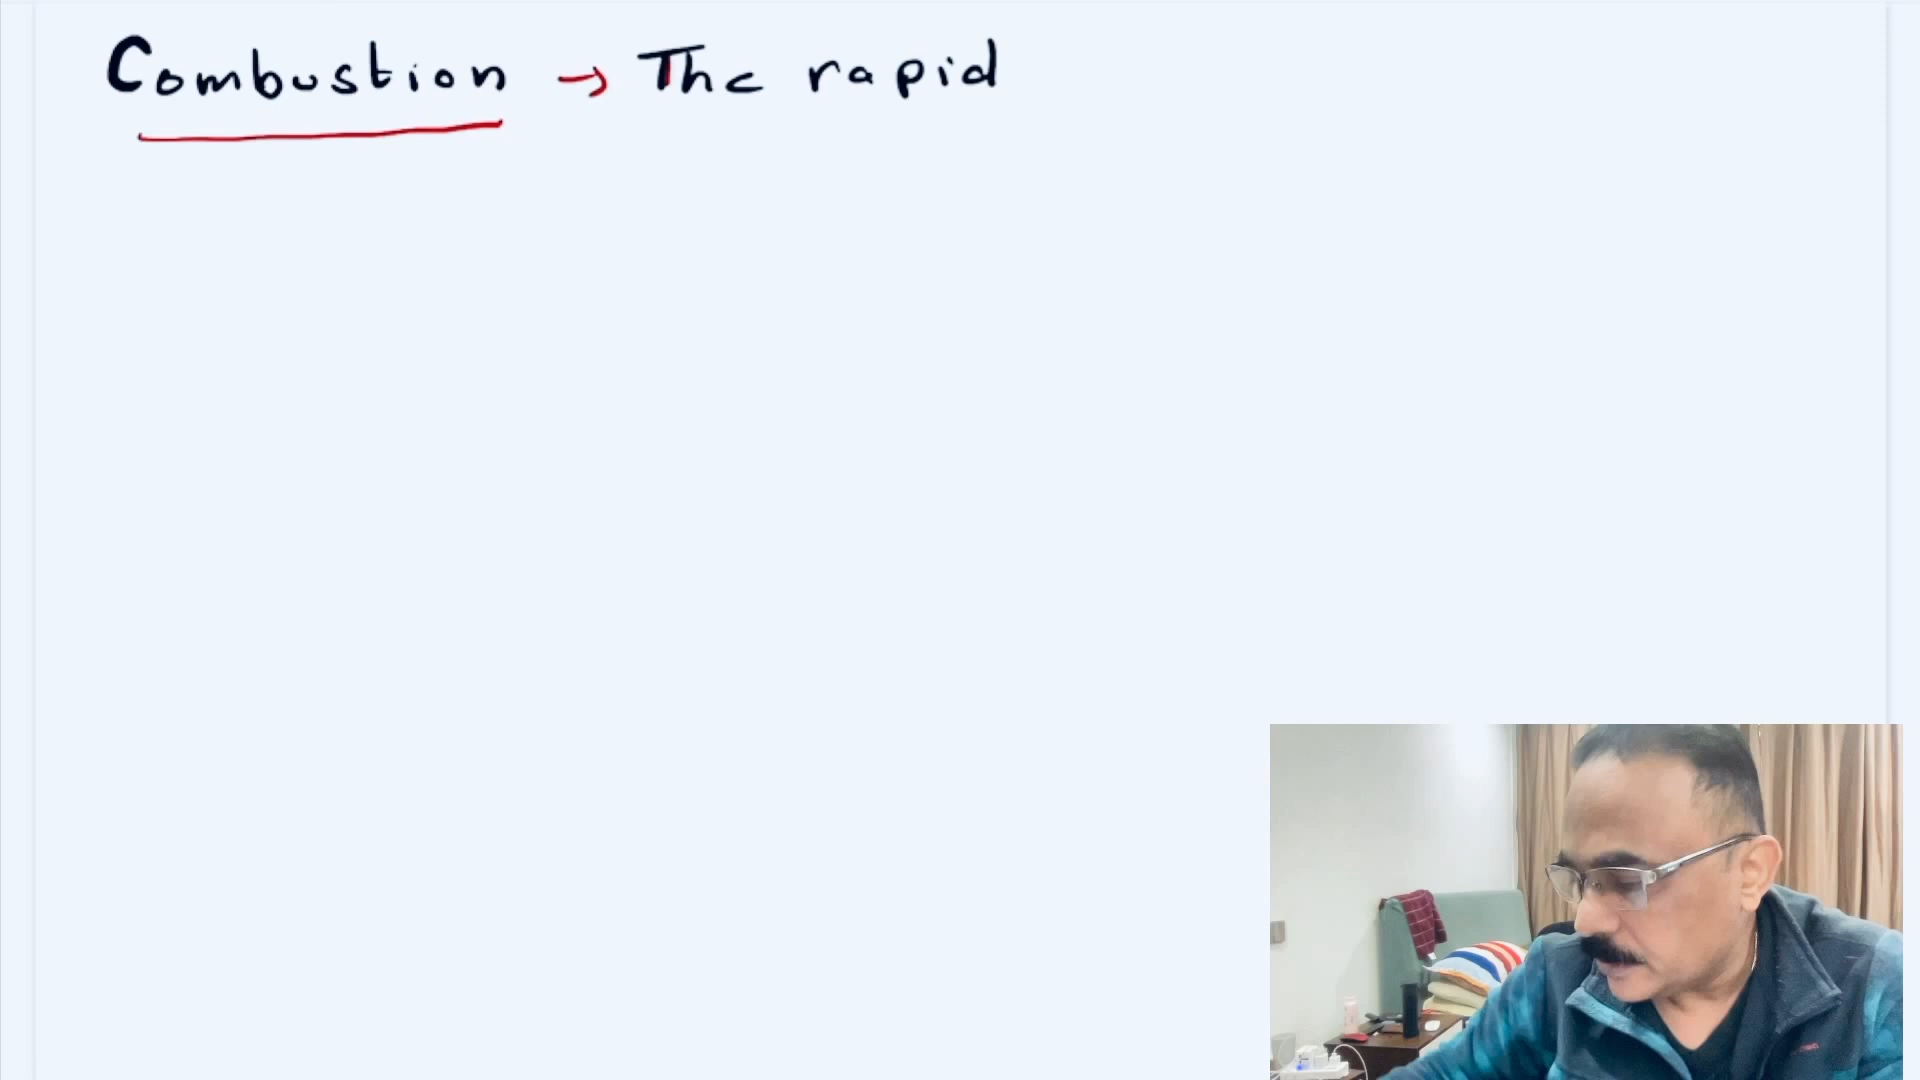 Combustion → The rapid